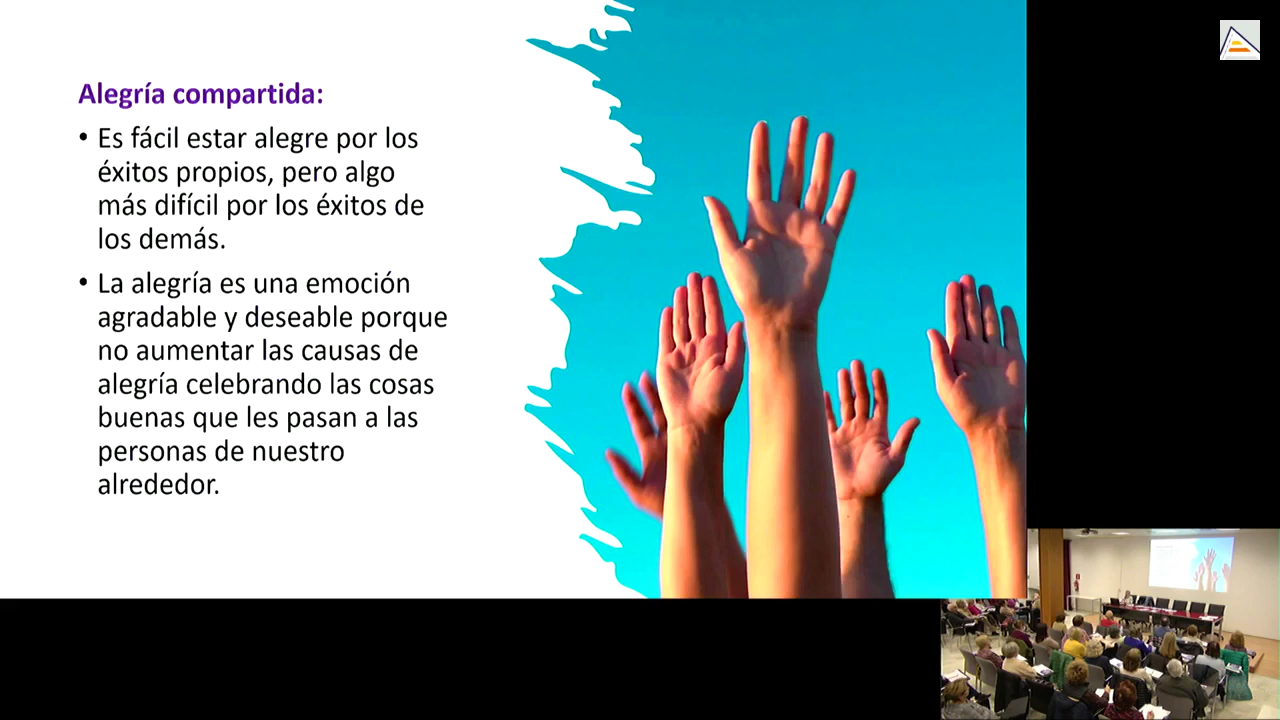 Alegría compartida:
• Es fácil estar alegre por los
éxitos propios, pero algo
más difícil por los éxitos de
los demás.
• La alegría es una emoción
agradable y deseable porque
no aumentar las causas de
alegría celebrando las cosas
buenas que les pasan a las
personas de nuestro
alrededor.